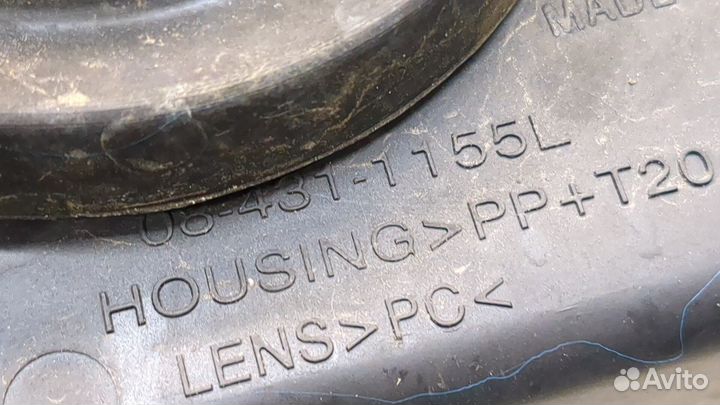 MADE
08-431-1155L
HOUSING>PP+T20
LENS>PC<
Avito